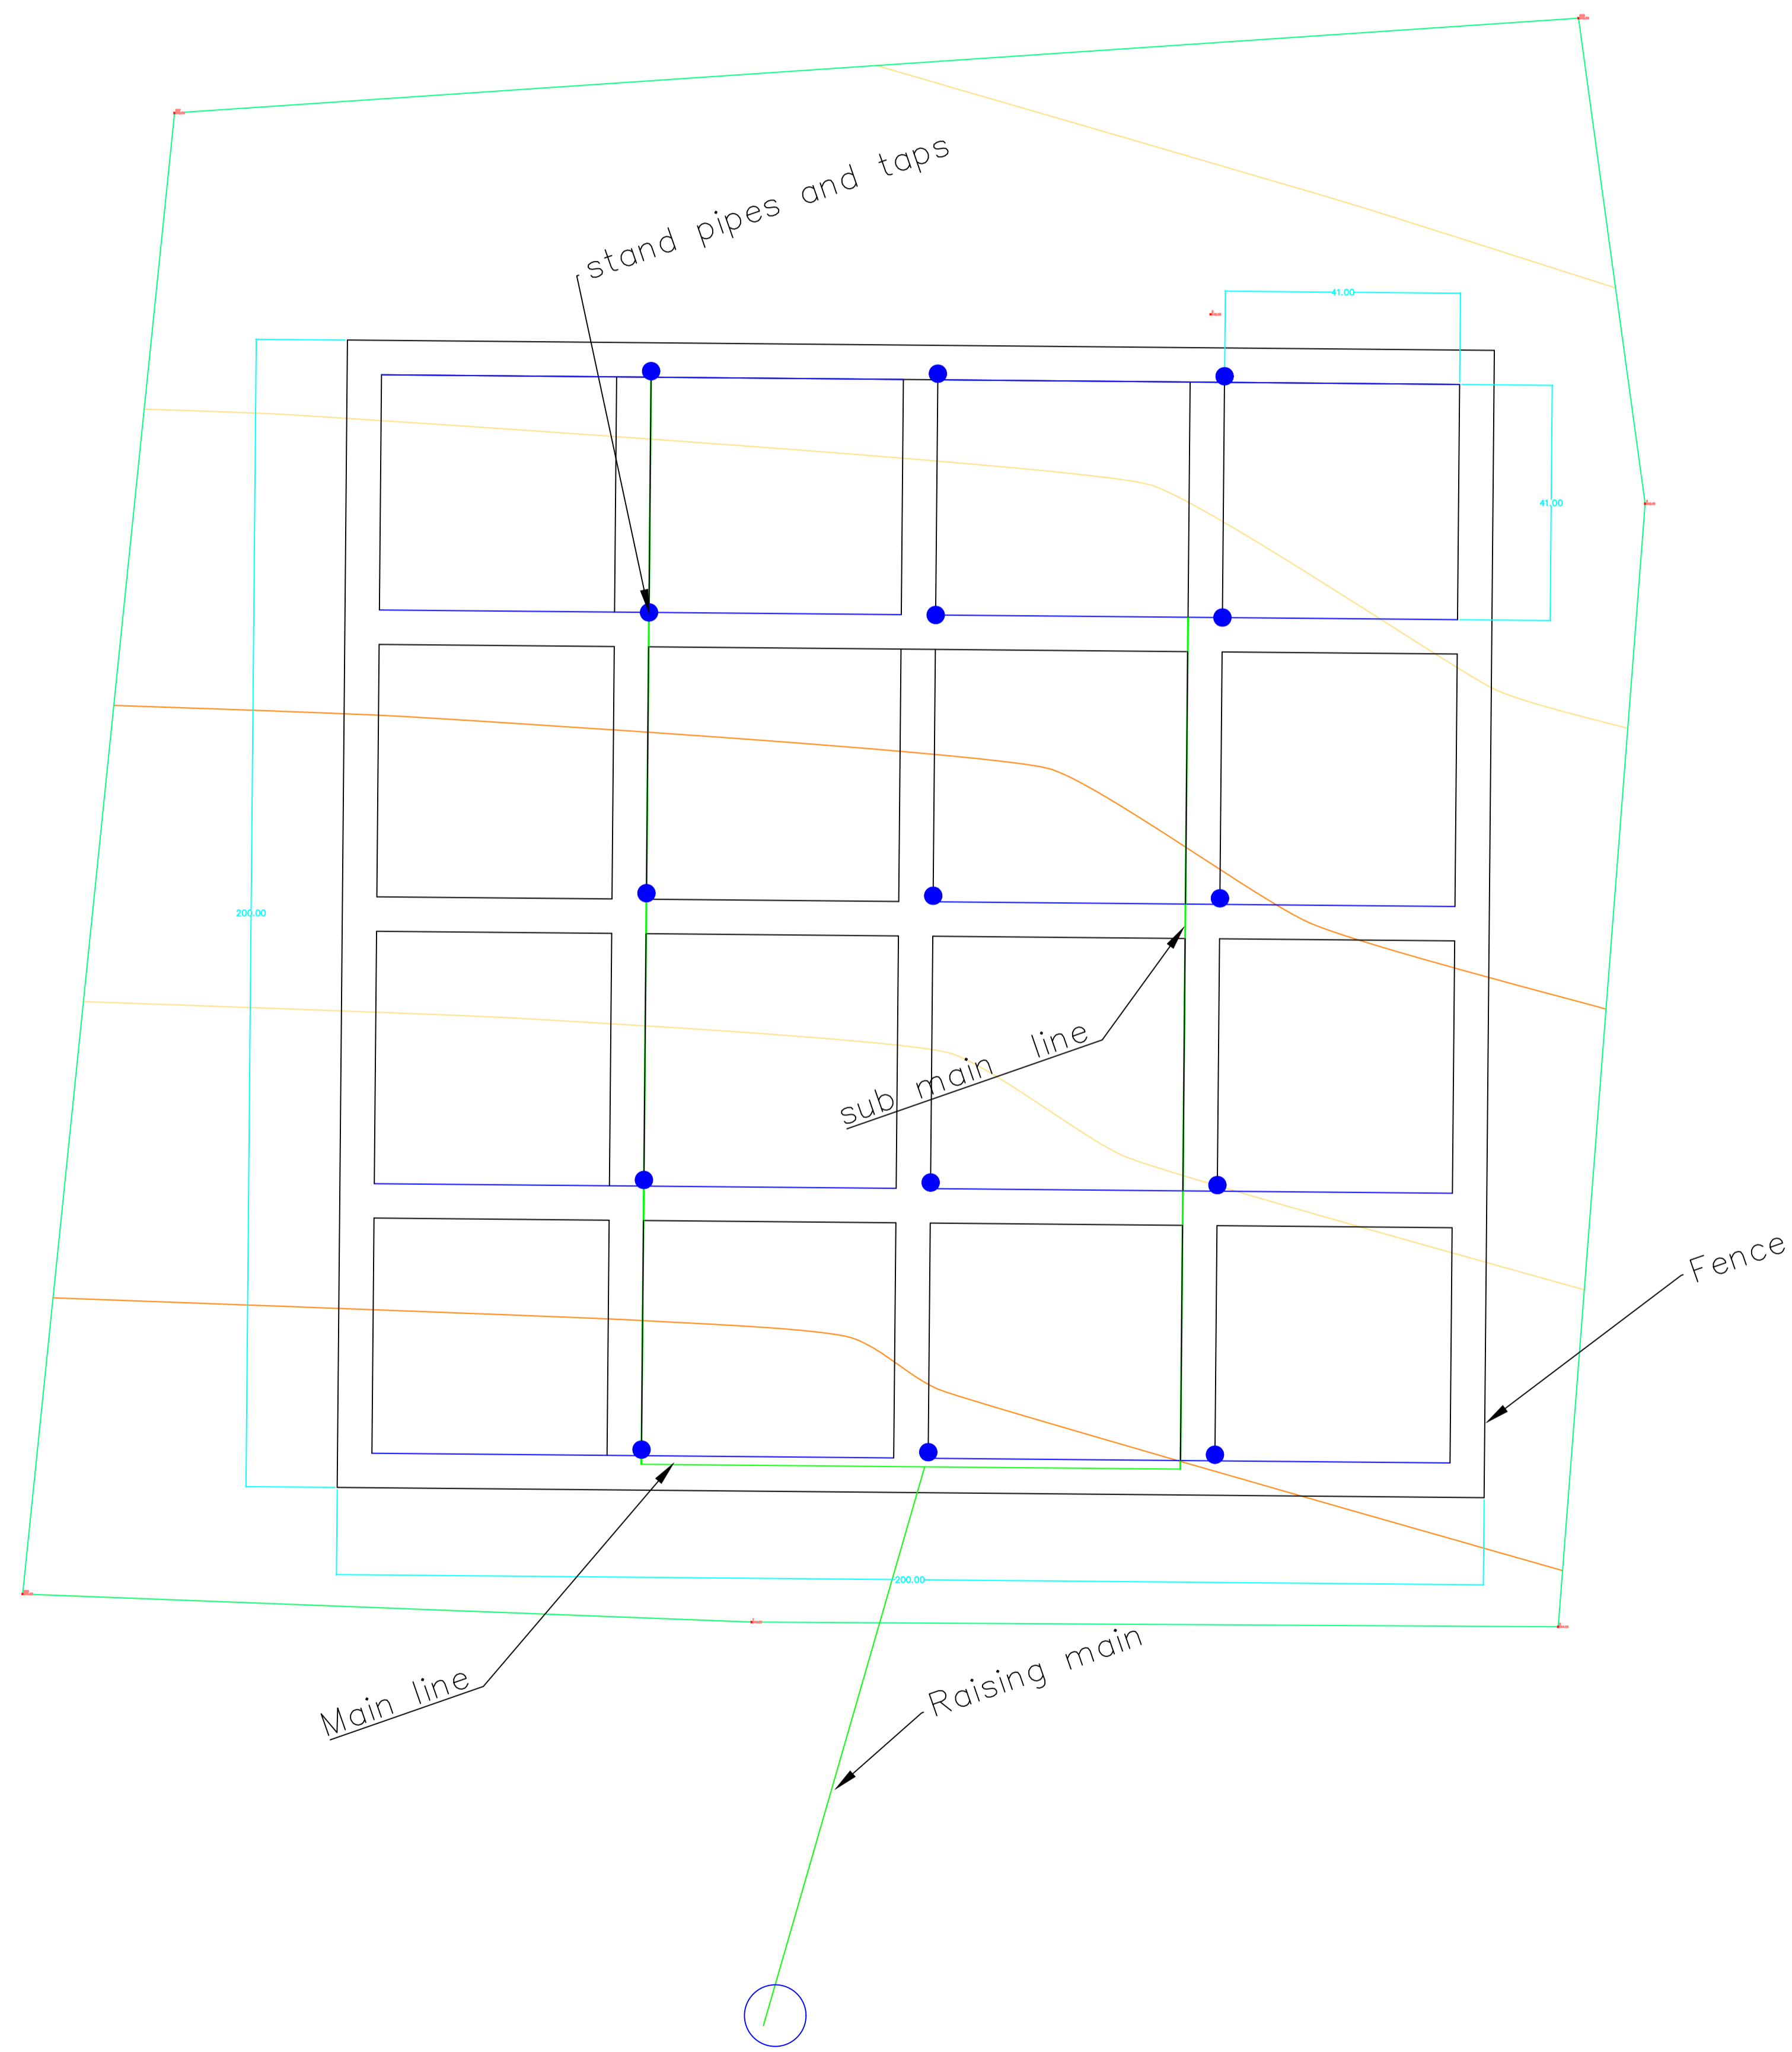 stand pipes and taps
41.00
41.00
200.00
sub main line
Fence
200.00
Raising main
Main line